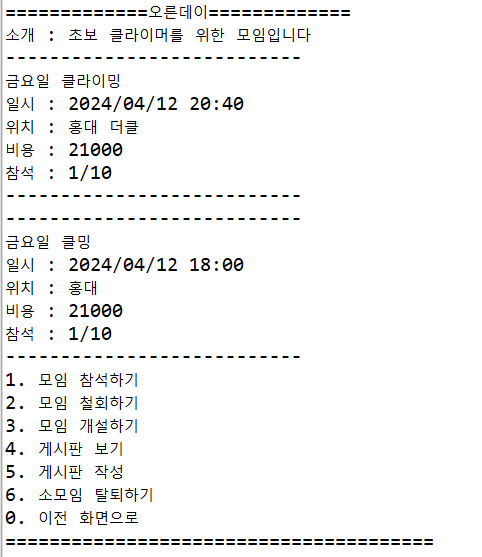 =============오른데이=============
소개 : 초보 클라이머를 위한 모임입니다
---------------------------
금요일 클라이밍
일시 : 2024/04/12 20:40
위치 : 홍대 더클
비용 : 21000
참석 : 1/10
---------------------------
---------------------------
금요일 클밍
일시 : 2024/04/12 18:00
위치 : 홍대
비용 : 21000
참석 : 1/10
---------------------------
1. 모임 참석하기
2. 모임 철회하기
3. 모임 개설하기
4. 게시판 보기
5. 게시판 작성
6. 소모임 탈퇴하기
0. 이전 화면으로
=======================================